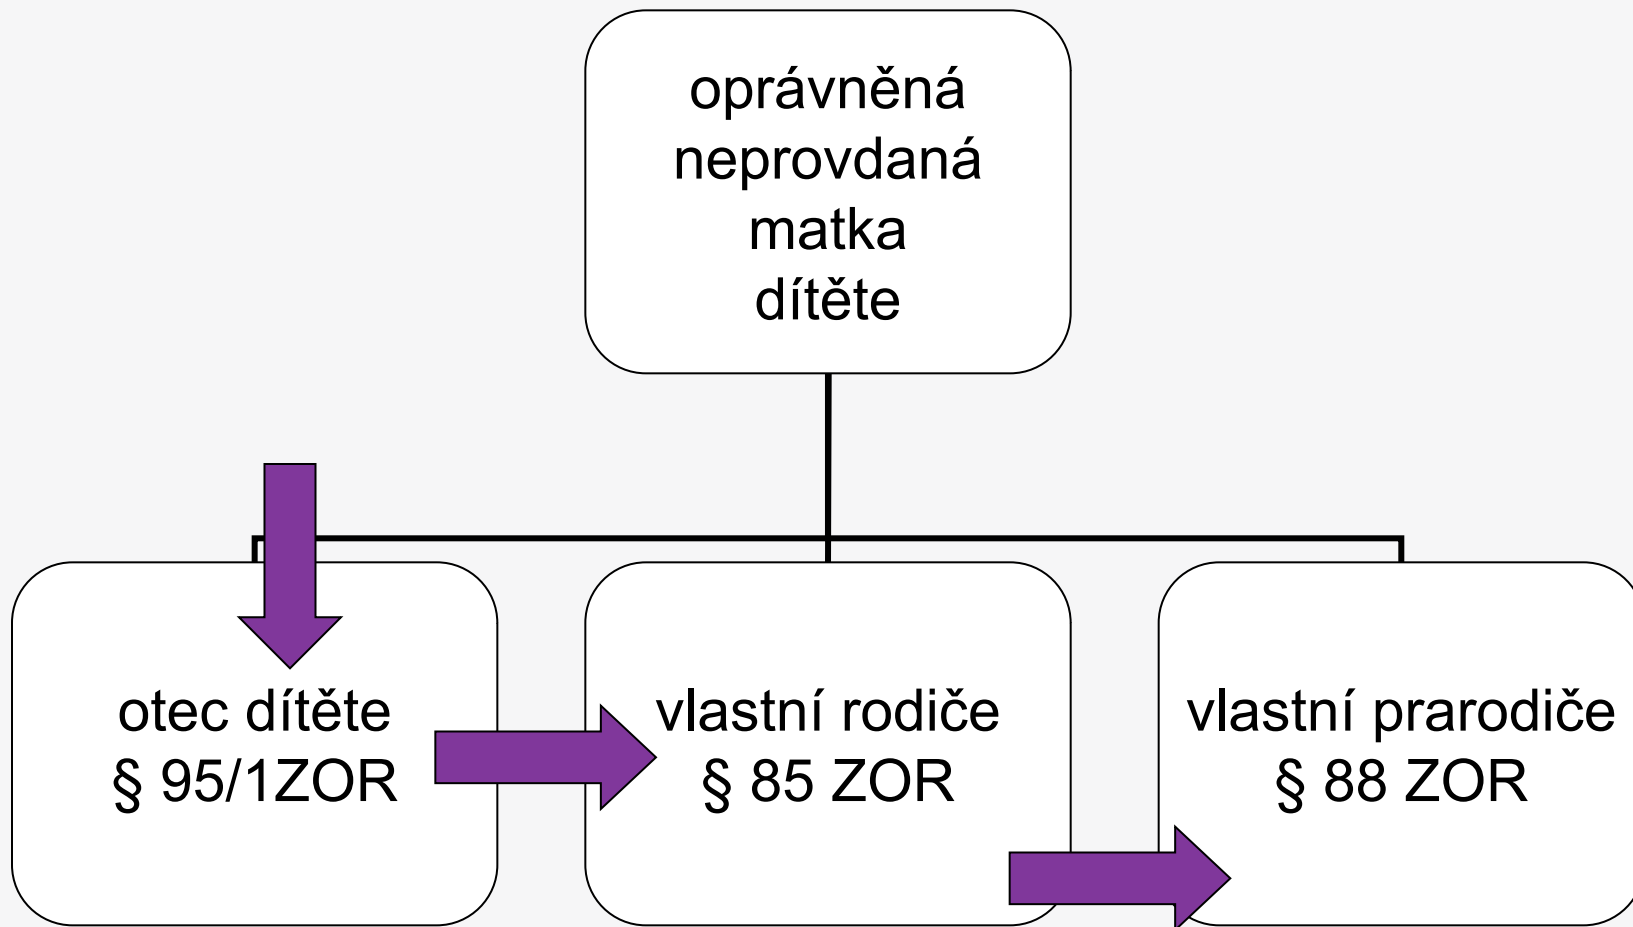 oprávněná
neprovdaná
matka
dítěte
otec dítěte
§ 95/1ZOR
vlastní rodiče
§ 85 ZOR
vlastní prarodiče
§ 88 ZOR